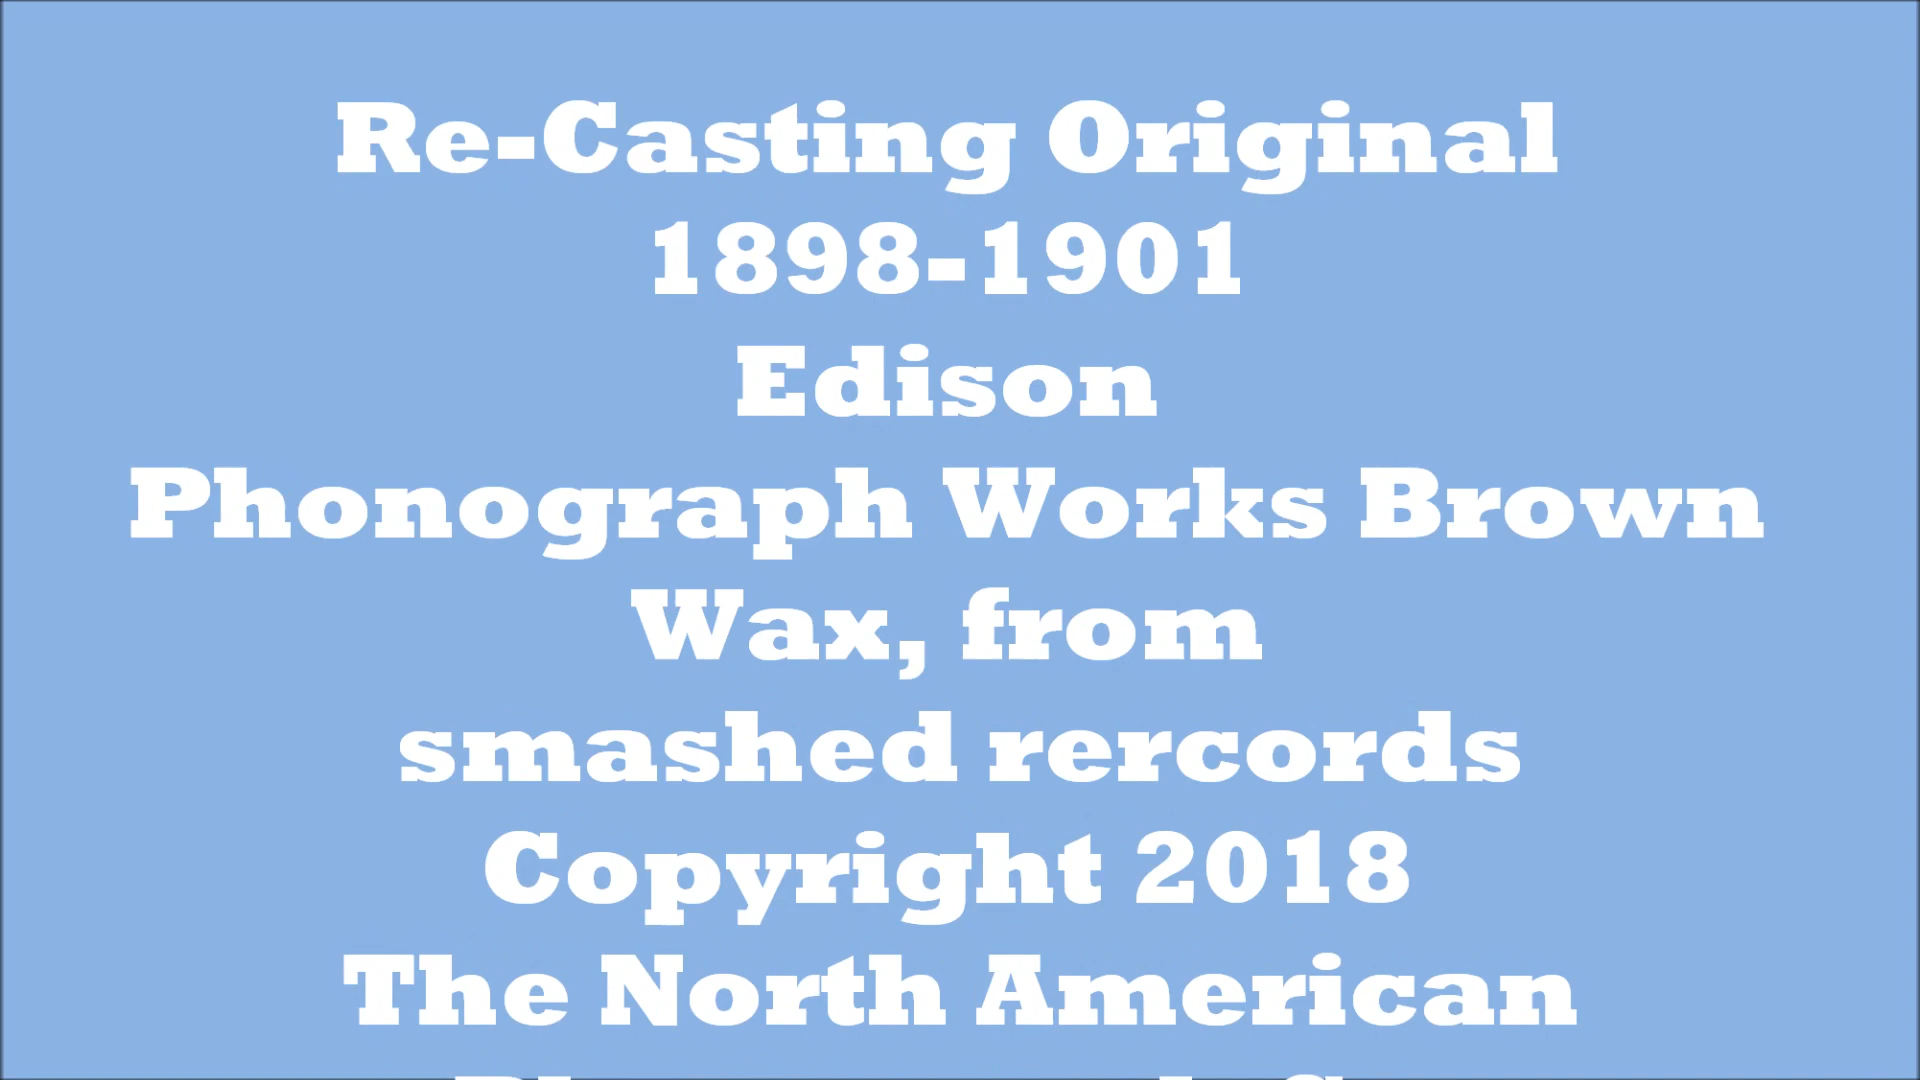 Re-Casting Original
1898-1901
Edison
Phonograph Works Brown
Wax, from
smashed rercords
Copyright 2018
The North American